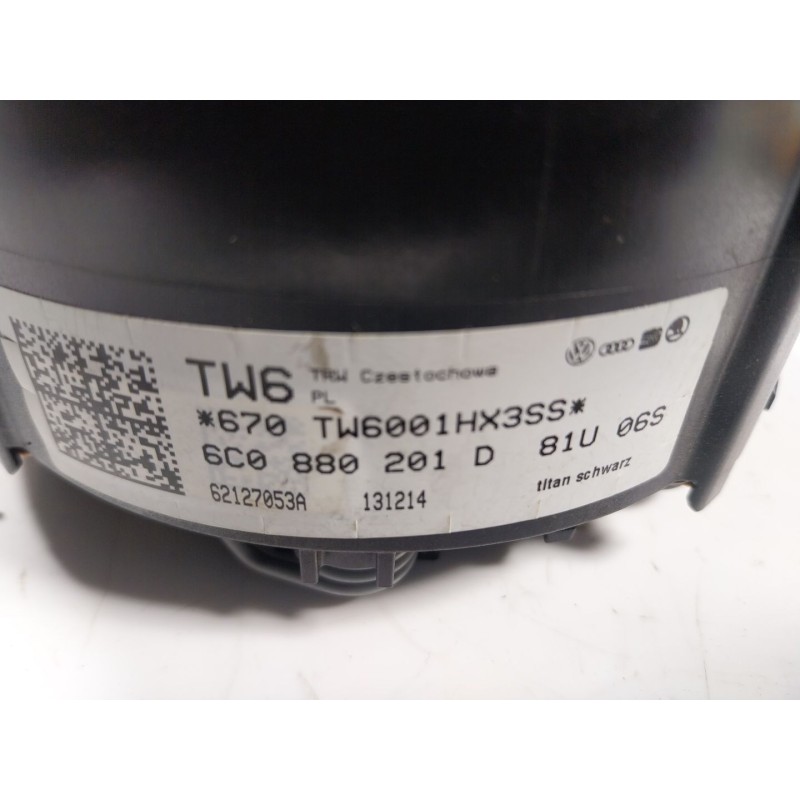 TW6 TRW Czestochowa
PL
*670 TW6001HX3SS*
6C0 880 201 D 81U 06S
62127053A 131214 titan schwarz